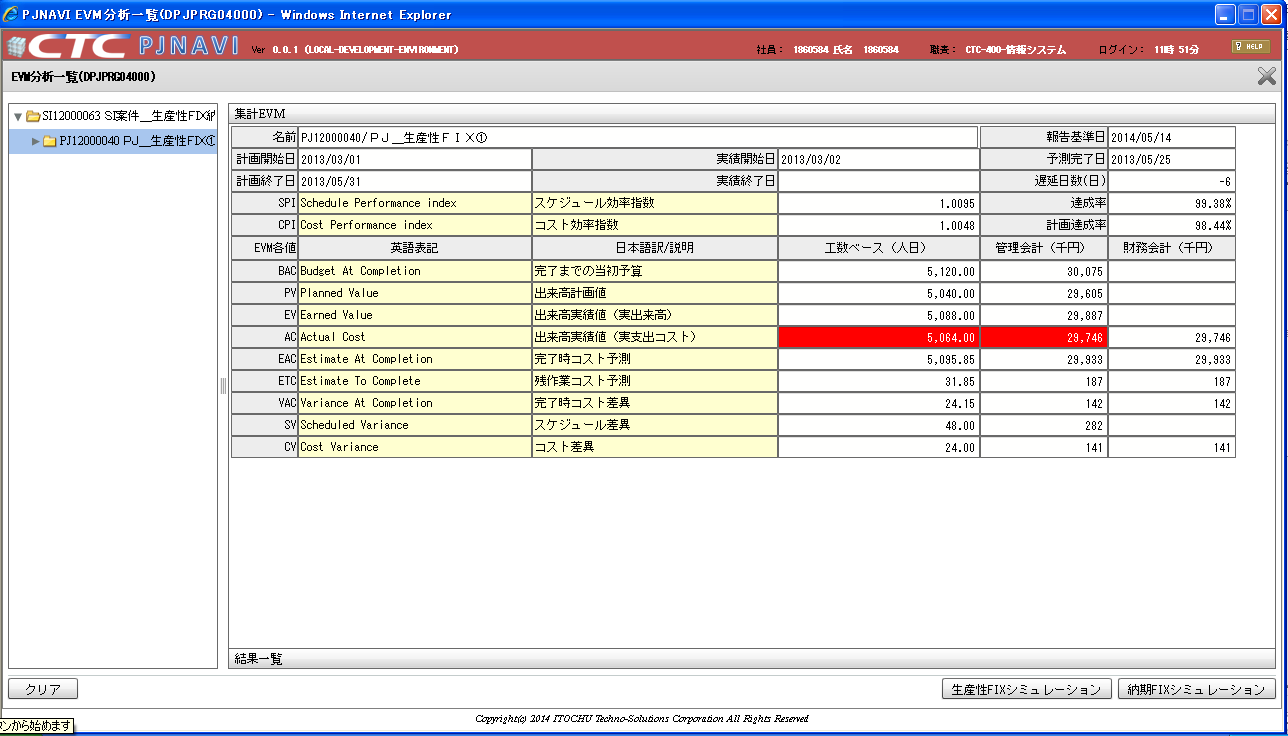 PJNAVI EVM分析一覧(DPJPRG04000) - Windows Internet Explorer
CTC PJNAVI Ver 0.0.1 (LOCAL-DEVELOPMENT-ENVIRONMENT) 社員： 1860584 氏名 1860584 職責： CTC-400-情報システム ログイン： 11時 51分 ? HELP
EVM分析一覧(DPJPRG04000)
SI12000063 SI案件__生産性FIX納
PJ12000040 PJ__生産性FIX①
集計EVM
名前 PJ12000040/ＰＪ__生産性ＦＩＸ① 報告基準日 2014/05/14
計画開始日 2013/03/01 実績開始日 2013/03/02 予測完了日 2013/05/25
計画終了日 2013/05/31 実績終了日 遅延日数(日) -6
SPI Schedule Performance index スケジュール効率指数 1.0095 達成率 99.38%
CPI Cost Performance index コスト効率指数 1.0048 計画達成率 98.44%
EVM各値 英語表記 日本語訳/説明 工数ベース（人日） 管理会計（千円） 財務会計（千円）
BAC Budget At Completion 完了までの当初予算 5,120.00 30,075
PV Planned Value 出来高計画値 5,040.00 29,605
EV Earned Value 出来高実績値（実出来高） 5,088.00 29,887
AC Actual Cost 出来高実績値（実支出コスト） 5,064.00 29,746 29,746
EAC Estimate At Completion 完了時コスト予測 5,095.85 29,933 29,933
ETC Estimate To Complete 残作業コスト予測 31.85 187 187
VAC Variance At Completion 完了時コスト差異 24.15 142 142
SV Scheduled Variance スケジュール差異 48.00 282
CV Cost Variance コスト差異 24.00 141 141
結果一覧
クリア 生産性FIXシミュレーション 納期FIXシミュレーション
Copyright(c) 2014 ITOCHU Techno-Solutions Corporation All Rights Reserved
ンから始めます